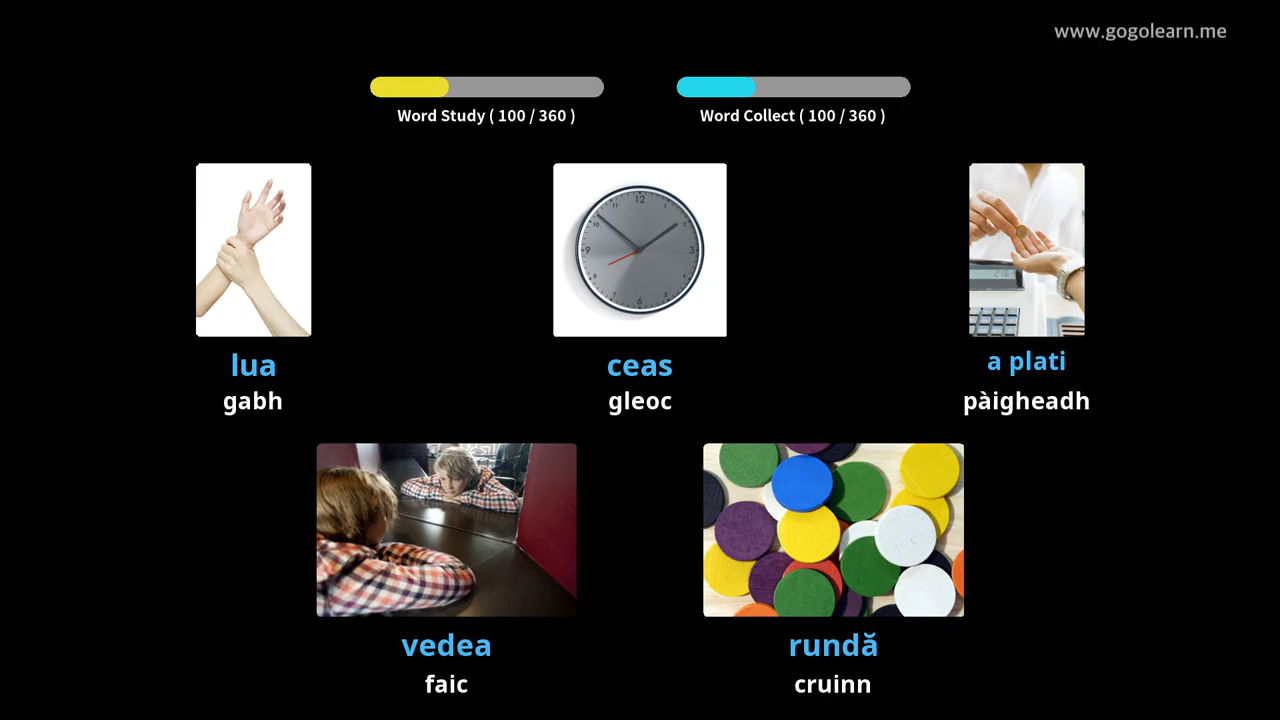 www.gogolearn.me
Word Study ( 100 / 360 )
Word Collect ( 100 / 360 )
lua
gabh
ceas
gleoc
a plati
pàigheadh
vedea
faic
rundă
cruinn